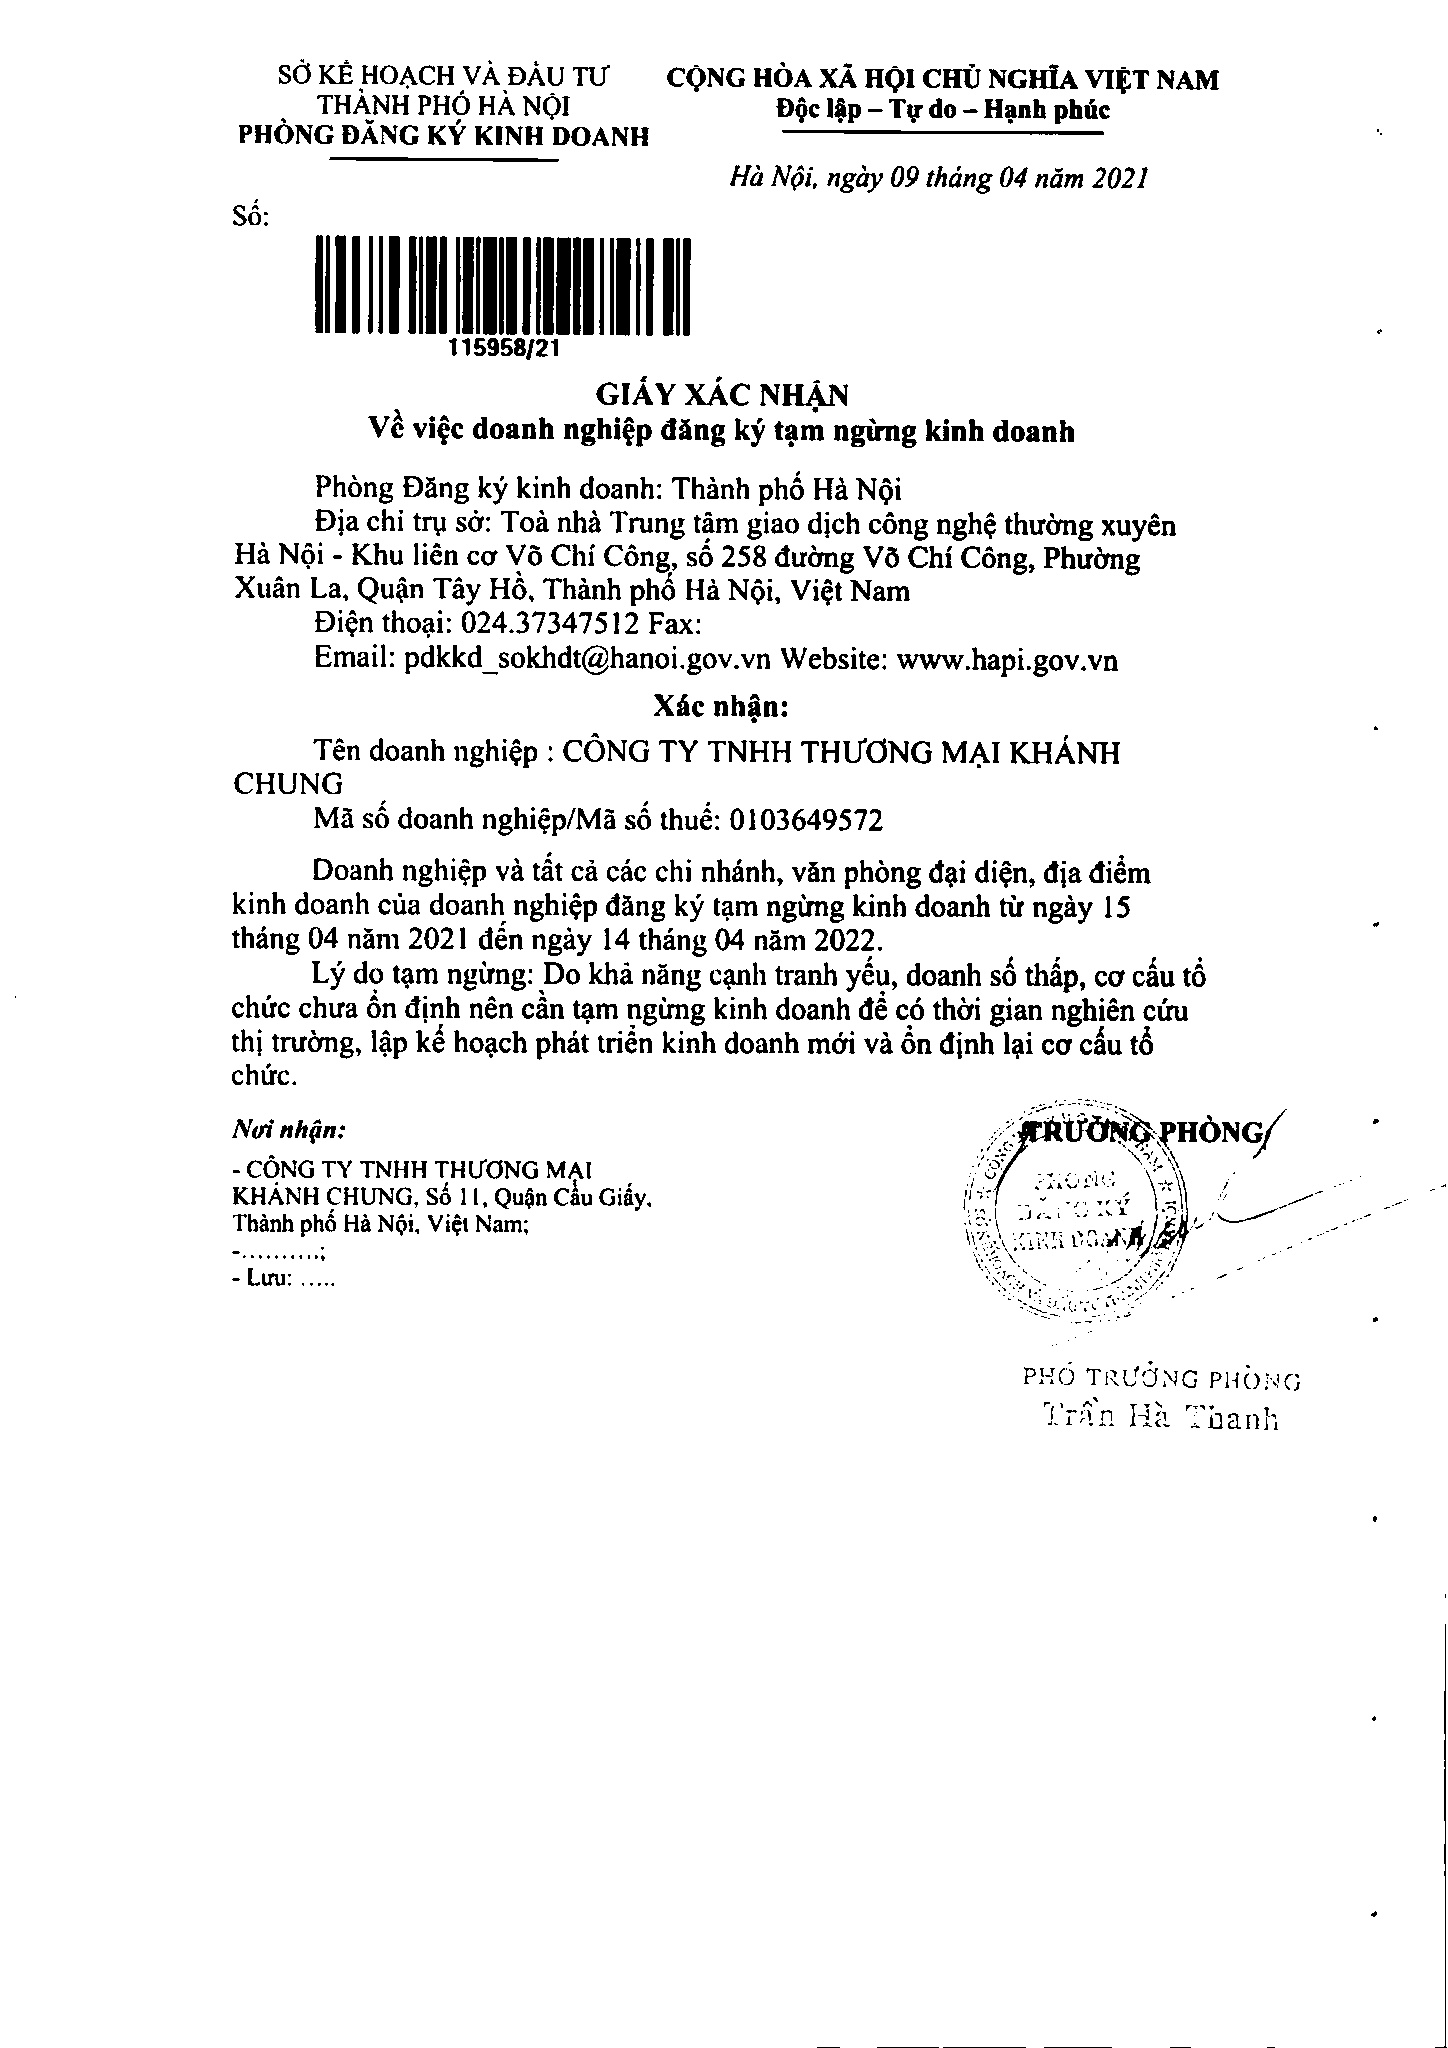 SỞ KẾ HOẠCH VÀ ĐẦU TƯ
THÀNH PHỐ HÀ NỘI
PHÒNG ĐĂNG KÝ KINH DOANH
CỘNG HÒA XÃ HỘI CHỦ NGHĨA VIỆT NAM
Độc lập – Tự do – Hạnh phúc
Hà Nội, ngày 09 tháng 04 năm 2021
Số:
115958/21
GIẤY XÁC NHẬN
Về việc doanh nghiệp đăng ký tạm ngừng kinh doanh
Phòng Đăng ký kinh doanh: Thành phố Hà Nội
Địa chỉ trụ sở: Toà nhà Trung tâm giao dịch công nghệ thường xuyên
Hà Nội - Khu liên cơ Võ Chí Công, số 258 đường Võ Chí Công, Phường
Xuân La, Quận Tây Hồ, Thành phố Hà Nội, Việt Nam
Điện thoại: 024.37347512 Fax:
Email: pdkkd_sokhdt@hanoi.gov.vn Website: www.hapi.gov.vn
Xác nhận:
Tên doanh nghiệp : CÔNG TY TNHH THƯƠNG MẠI KHÁNH
CHUNG
Mã số doanh nghiệp/Mã số thuế: 0103649572
Doanh nghiệp và tất cả các chi nhánh, văn phòng đại diện, địa điểm
kinh doanh của doanh nghiệp đăng ký tạm ngừng kinh doanh từ ngày 15
tháng 04 năm 2021 đến ngày 14 tháng 04 năm 2022.
Lý do tạm ngừng: Do khả năng cạnh tranh yếu, doanh số thấp, cơ cấu tổ
chức chưa ổn định nên cần tạm ngừng kinh doanh để có thời gian nghiên cứu
thị trường, lập kế hoạch phát triển kinh doanh mới và ổn định lại cơ cấu tổ
chức.
Nơi nhận:
- CÔNG TY TNHH THƯƠNG MẠI
KHÁNH CHUNG, Số 11, Quận Cầu Giấy,
Thành phố Hà Nội, Việt Nam;
-..........;
- Lưu: .....
TRƯỞNG PHÒNG
PHÒNG
ĐĂNG KÝ
KINH DOANH
PHÓ TRƯỞNG PHÒNG
Trần Hà Thanh